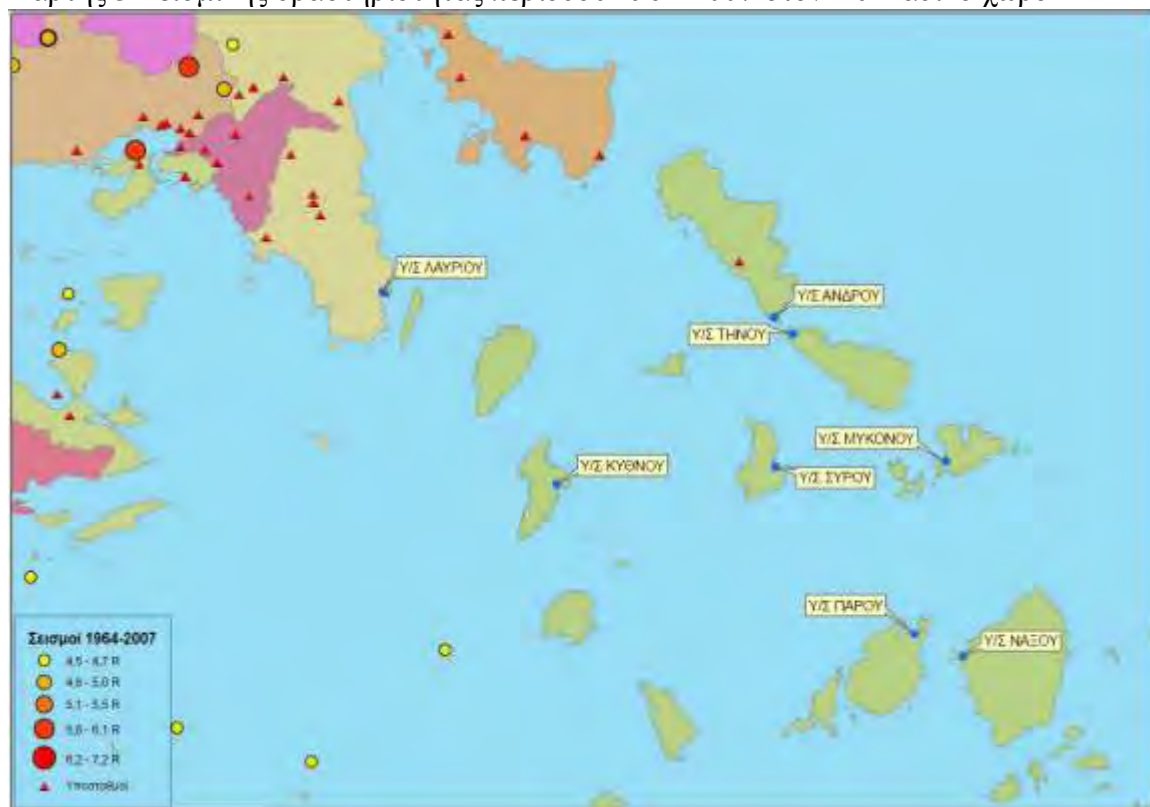 Υ/Σ ΛΑΥΡΙΟΥ
Υ/Σ ΑΝΔΡΟΥ
Υ/Σ ΤΗΝΟΥ
Υ/Σ ΜΥΚΟΝΟΥ
Υ/Σ ΚΥΘΝΟΥ
Υ/Σ ΣΥΡΟΥ
Υ/Σ ΠΑΡΟΥ
Υ/Σ ΝΑΞΟΥ
Σεισμοί 1964-2007
4,5 - 4,7 R
4,8 - 5,0 R
5,1 - 5,5 R
5,6 - 6,1 R
6,2 - 7,2 R
Υποσταθμοί